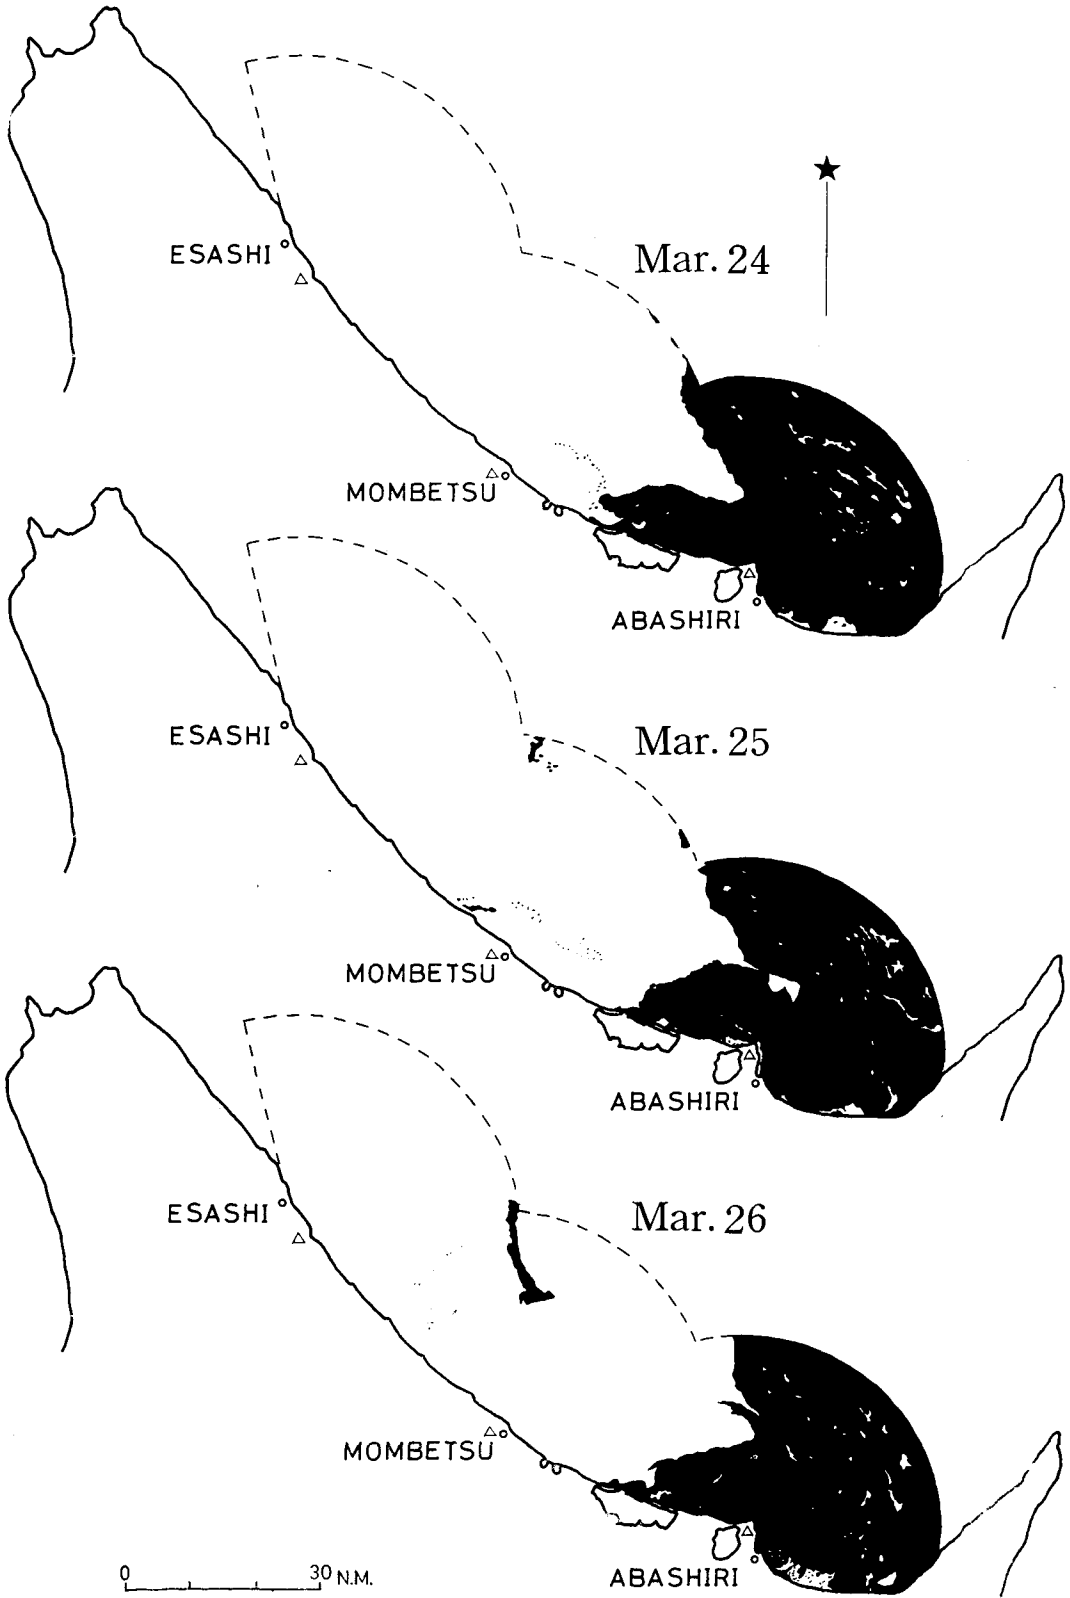 Mar. 24
ESASHI
MOMBETSU
ABASHIRI
Mar. 25
ESASHI
MOMBETSU
ABASHIRI
Mar. 26
ESASHI
MOMBETSU
ABASHIRI
0 30 N.M.